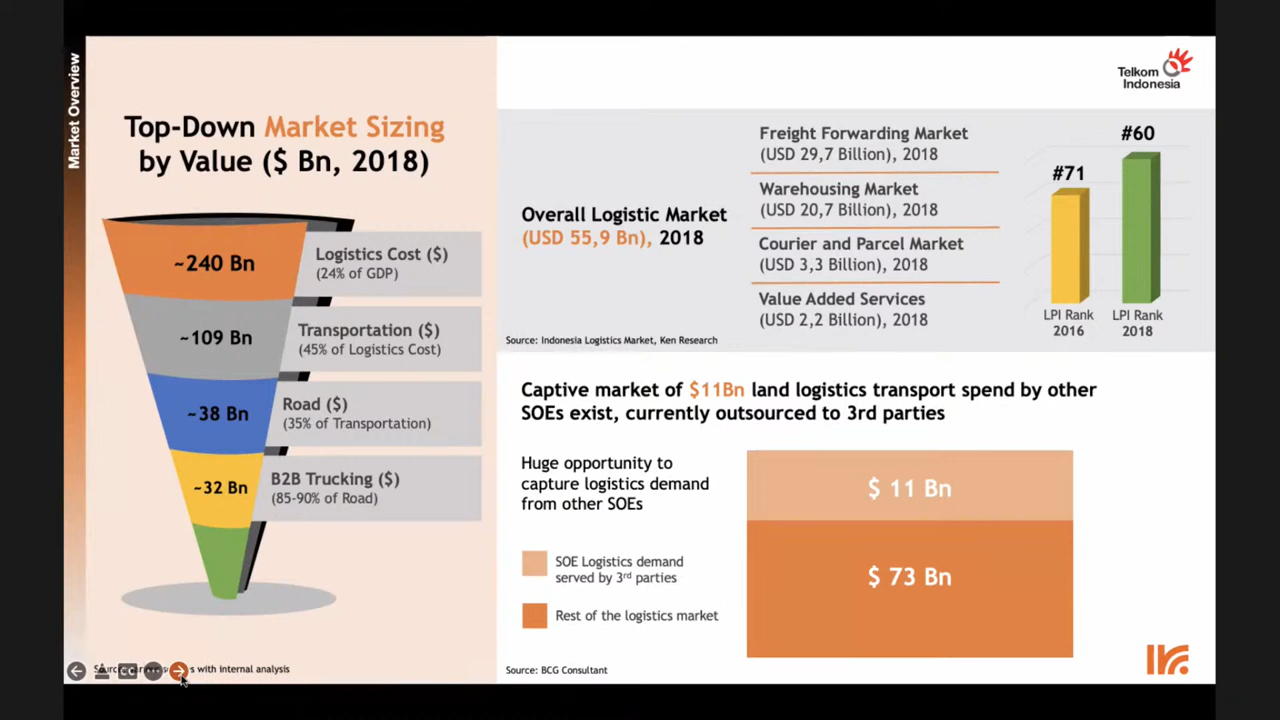 Market Overview
Top-Down Market Sizing
by Value ($ Bn, 2018)
~240 Bn
Logistics Cost ($)
(24% of GDP)
~109 Bn
Transportation ($)
(45% of Logistics Cost)
~38 Bn
Road ($)
(35% of Transportation)
~32 Bn
B2B Trucking ($)
(85-90% of Road)
with internal analysis
CC
Telkom
Indonesia
Overall Logistic Market
(USD 55,9 Bn), 2018
Freight Forwarding Market
(USD 29,7 Billion), 2018
Warehousing Market
(USD 20,7 Billion), 2018
Courier and Parcel Market
(USD 3,3 Billion), 2018
Value Added Services
(USD 2,2 Billion), 2018
#71
#60
LPI Rank
2016
LPI Rank
2018
Source: Indonesia Logistics Market, Ken Research
Captive market of $11Bn land logistics transport spend by other
SOEs exist, currently outsourced to 3rd parties
Huge opportunity to
capture logistics demand
from other SOEs
SOE Logistics demand
served by 3rd parties
Rest of the logistics market
$ 11 Bn
$ 73 Bn
Source: BCG Consultant